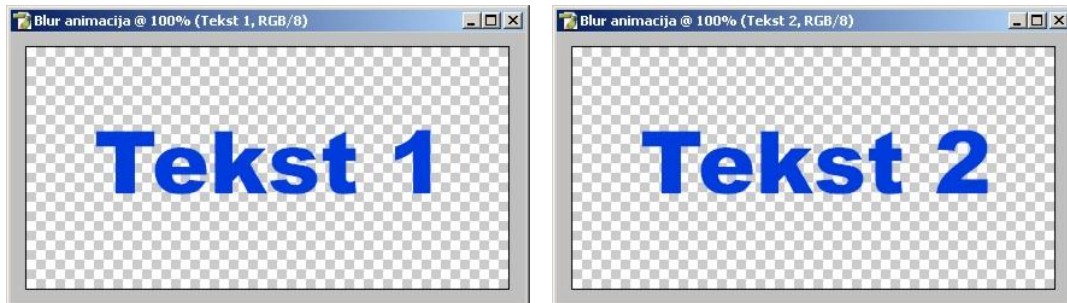 Blur animacija @ 100% (Tekst 1, RGB/8)
Tekst 1
Blur animacija @ 100% (Tekst 2, RGB/8)
Tekst 2